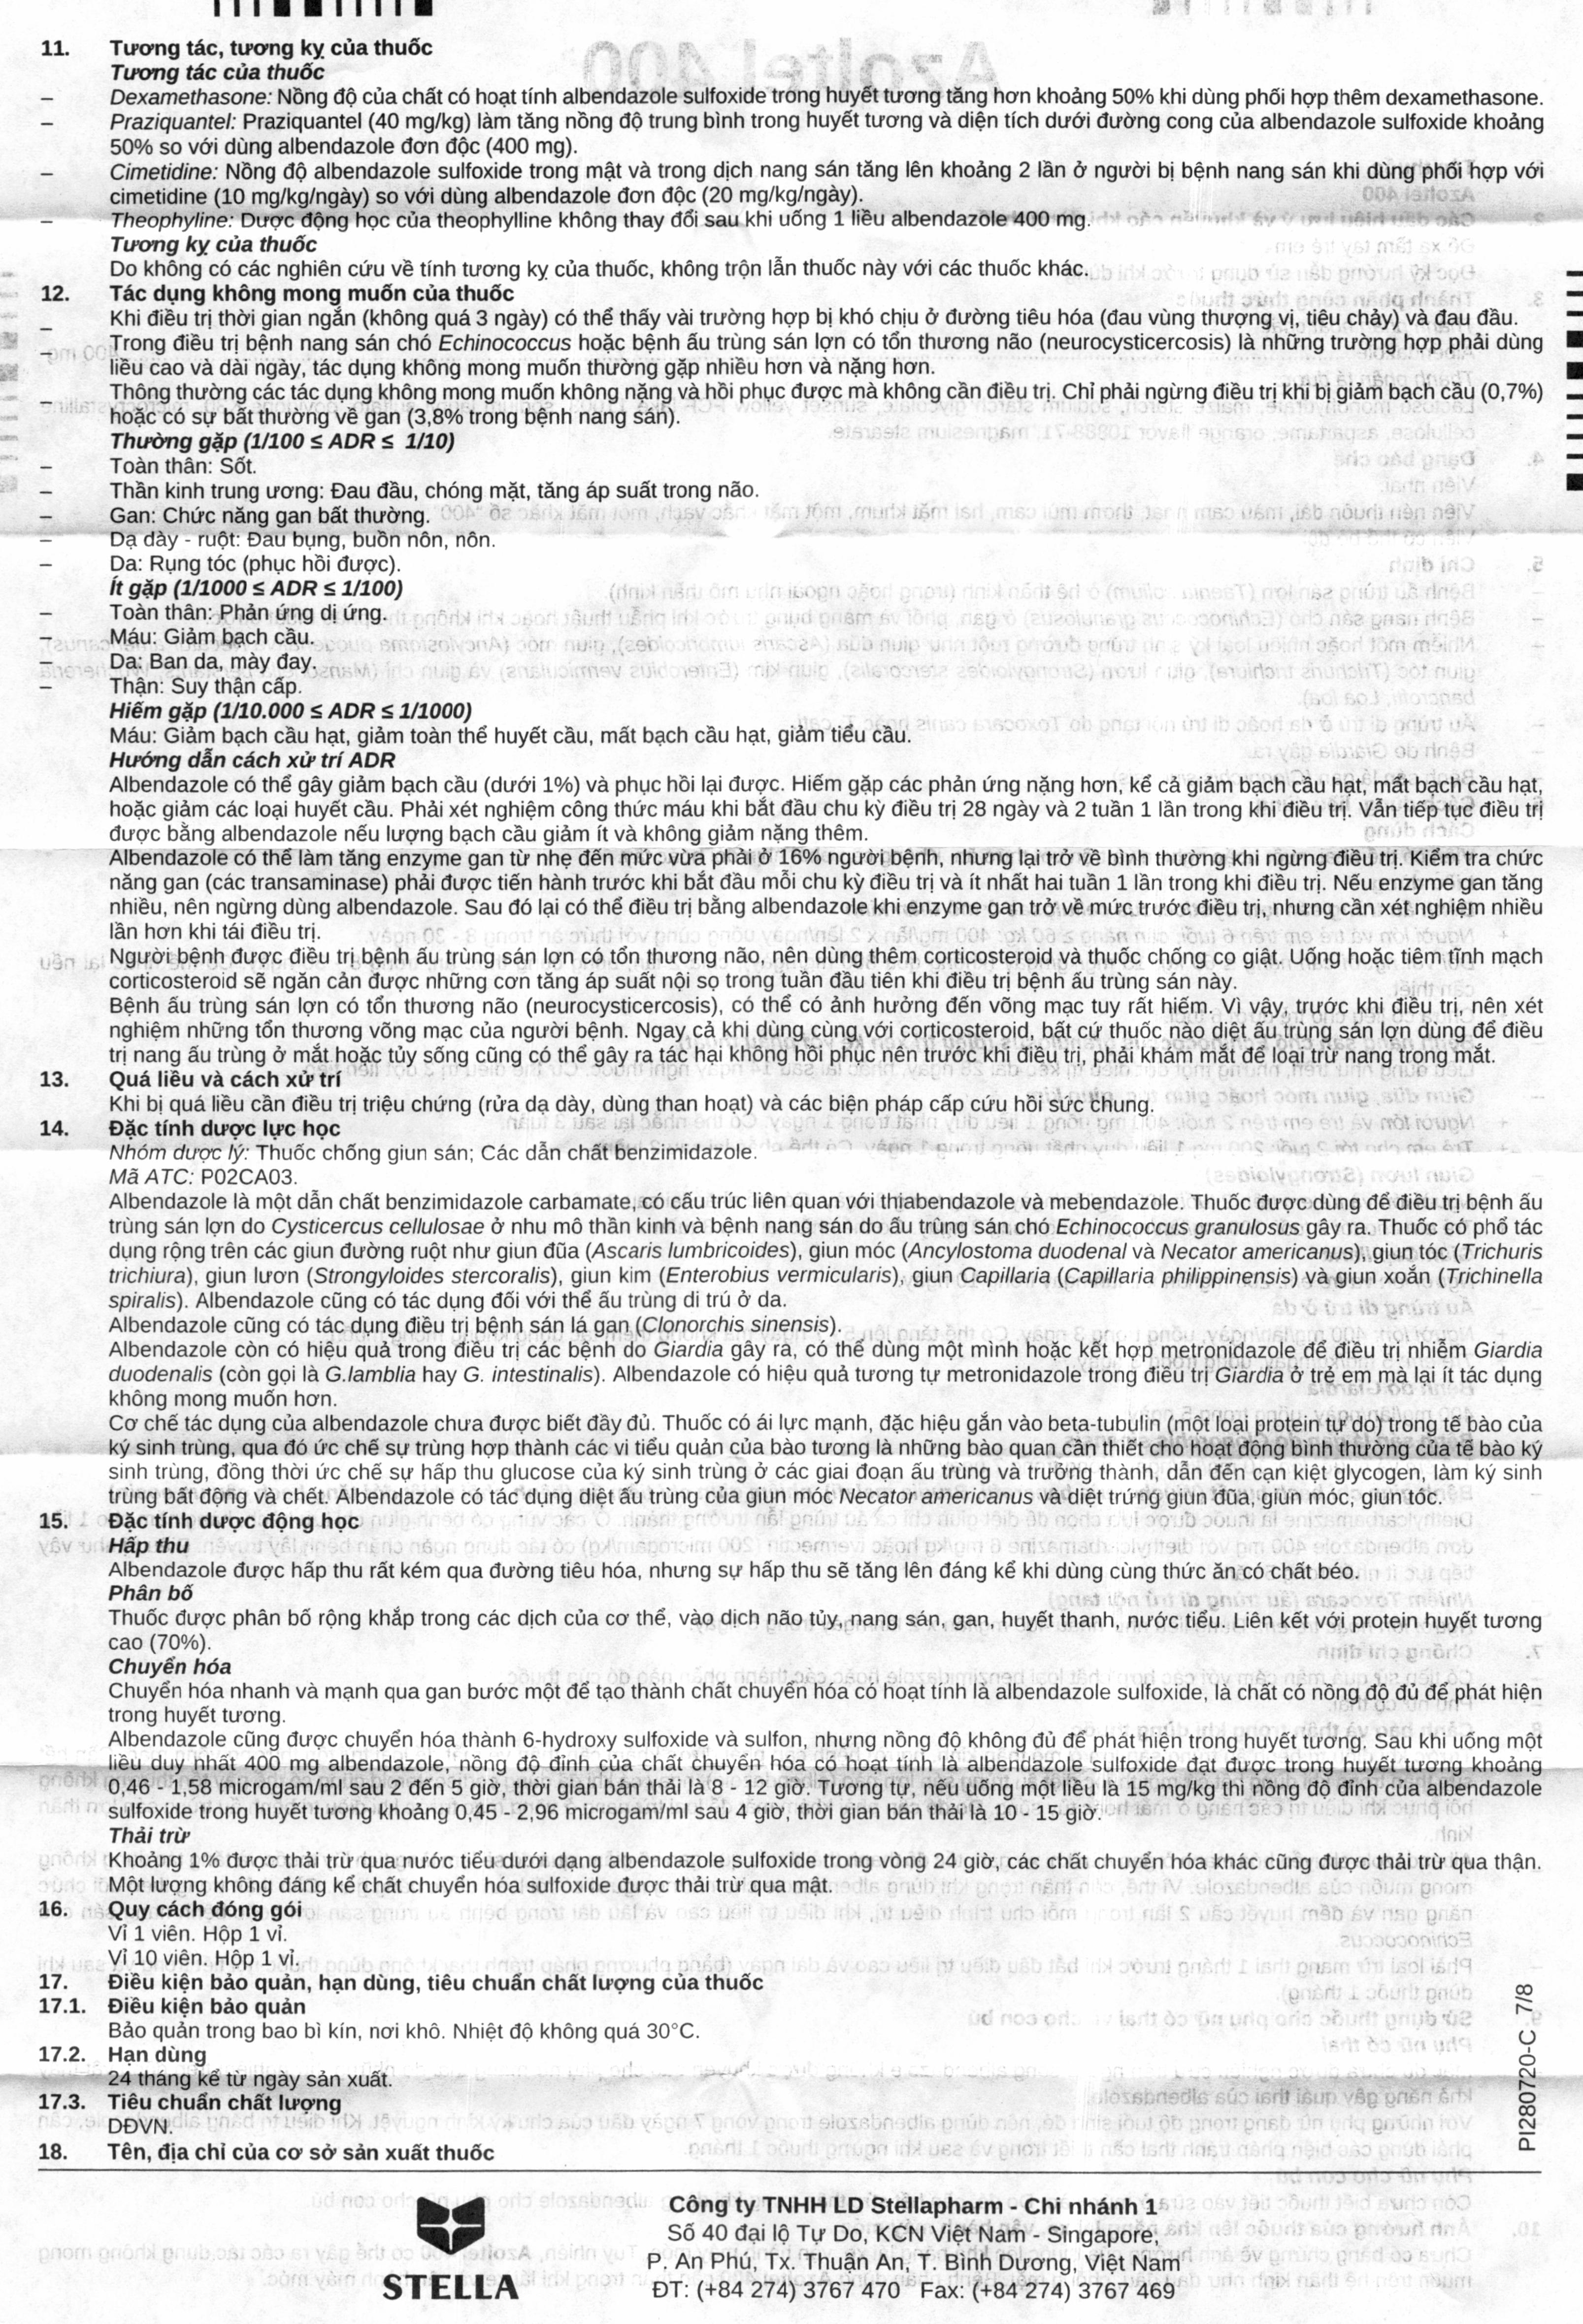 11. Tương tác, tương kỵ của thuốc
Tương tác của thuốc
– Dexamethasone: Nồng độ của chất có hoạt tính albendazole sulfoxide trong huyết tương tăng hơn khoảng 50% khi dùng phối hợp thêm dexamethasone.
– Praziquantel: Praziquantel (40 mg/kg) làm tăng nồng độ trung bình trong huyết tương và diện tích dưới đường cong của albendazole sulfoxide khoảng
50% so với dùng albendazole đơn độc (400 mg).
– Cimetidine: Nồng độ albendazole sulfoxide trong mật và trong dịch nang sán tăng lên khoảng 2 lần ở người bị bệnh nang sán khi dùng phối hợp với
cimetidine (10 mg/kg/ngày) so với dùng albendazole đơn độc (20 mg/kg/ngày).
– Theophyline: Dược động học của theophylline không thay đổi sau khi uống 1 liều albendazole 400 mg.
Tương kỵ của thuốc
Do không có các nghiên cứu về tính tương kỵ của thuốc, không trộn lẫn thuốc này với các thuốc khác.
12. Tác dụng không mong muốn của thuốc
– Khi điều trị thời gian ngắn (không quá 3 ngày) có thể thấy vài trường hợp bị khó chịu ở đường tiêu hóa (đau vùng thượng vị, tiêu chảy) và đau đầu.
– Trong điều trị bệnh nang sán chó Echinococcus hoặc bệnh ấu trùng sán lợn có tổn thương não (neurocysticercosis) là những trường hợp phải dùng
liều cao và dài ngày, tác dụng không mong muốn thường gặp nhiều hơn và nặng hơn.
– Thông thường các tác dụng không mong muốn không nặng và hồi phục được mà không cần điều trị. Chỉ phải ngừng điều trị khi bị giảm bạch cầu (0,7%)
hoặc có sự bất thường về gan (3,8% trong bệnh nang sán).
Thường gặp (1/100 ≤ ADR ≤ 1/10)
– Toàn thân: Sốt.
– Thần kinh trung ương: Đau đầu, chóng mặt, tăng áp suất trong não.
– Gan: Chức năng gan bất thường.
– Dạ dày - ruột: Đau bụng, buồn nôn, nôn.
– Da: Rụng tóc (phục hồi được).
Ít gặp (1/1000 ≤ ADR ≤ 1/100)
– Toàn thân: Phản ứng dị ứng.
– Máu: Giảm bạch cầu.
– Da: Ban da, mày đay.
– Thận: Suy thận cấp.
Hiếm gặp (1/10.000 ≤ ADR ≤ 1/1000)
Máu: Giảm bạch cầu hạt, giảm toàn thể huyết cầu, mất bạch cầu hạt, giảm tiểu cầu.
Hướng dẫn cách xử trí ADR
Albendazole có thể gây giảm bạch cầu (dưới 1%) và phục hồi lại được. Hiếm gặp các phản ứng nặng hơn, kể cả giảm bạch cầu hạt, mất bạch cầu hạt,
hoặc giảm các loại huyết cầu. Phải xét nghiệm công thức máu khi bắt đầu chu kỳ điều trị 28 ngày và 2 tuần 1 lần trong khi điều trị. Vẫn tiếp tục điều trị
được bằng albendazole nếu lượng bạch cầu giảm ít và không giảm nặng thêm.
Albendazole có thể làm tăng enzyme gan từ nhẹ đến mức vừa phải ở 16% người bệnh, nhưng lại trở về bình thường khi ngừng điều trị. Kiểm tra chức
năng gan (các transaminase) phải được tiến hành trước khi bắt đầu mỗi chu kỳ điều trị và ít nhất hai tuần 1 lần trong khi điều trị. Nếu enzyme gan tăng
nhiều, nên ngừng dùng albendazole. Sau đó lại có thể điều trị bằng albendazole khi enzyme gan trở về mức trước điều trị, nhưng cần xét nghiệm nhiều
lần hơn khi tái điều trị.
Người bệnh được điều trị bệnh ấu trùng sán lợn có tổn thương não, nên dùng thêm corticosteroid và thuốc chống co giật. Uống hoặc tiêm tĩnh mạch
corticosteroid sẽ ngăn cản được những cơn tăng áp suất nội sọ trong tuần đầu tiên khi điều trị bệnh ấu trùng sán này.
Bệnh ấu trùng sán lợn có tổn thương não (neurocysticercosis), có thể có ảnh hưởng đến võng mạc tuy rất hiếm. Vì vậy, trước khi điều trị, nên xét
nghiệm những tổn thương võng mạc của người bệnh. Ngay cả khi dùng cùng với corticosteroid, bất cứ thuốc nào diệt ấu trùng sán lợn dùng để điều
trị nang ấu trùng ở mắt hoặc tủy sống cũng có thể gây ra tác hại không hồi phục nên trước khi điều trị, phải khám mắt để loại trừ nang trong mắt.
13. Quá liều và cách xử trí
Khi bị quá liều cần điều trị triệu chứng (rửa dạ dày, dùng than hoạt) và các biện pháp cấp cứu hồi sức chung.
14. Đặc tính dược lực học
Nhóm dược lý: Thuốc chống giun sán; Các dẫn chất benzimidazole.
Mã ATC: P02CA03.
Albendazole là một dẫn chất benzimidazole carbamate, có cấu trúc liên quan với thiabendazole và mebendazole. Thuốc được dùng để điều trị bệnh ấu
trùng sán lợn do Cysticercus cellulosae ở nhu mô thần kinh và bệnh nang sán do ấu trùng sán chó Echinococcus granulosus gây ra. Thuốc có phổ tác
dụng rộng trên các giun đường ruột như giun đũa (Ascaris lumbricoides), giun móc (Ancylostoma duodenal và Necator americanus), giun tóc (Trichuris
trichiura), giun lươn (Strongyloides stercoralis), giun kim (Enterobius vermicularis), giun Capillaria (Capillaria philippinensis) và giun xoắn (Trichinella
spiralis). Albendazole cũng có tác dụng đối với thể ấu trùng di trú ở da.
Albendazole cũng có tác dụng điều trị bệnh sán lá gan (Clonorchis sinensis).
Albendazole còn có hiệu quả trong điều trị các bệnh do Giardia gây ra, có thể dùng một mình hoặc kết hợp metronidazole để điều trị nhiễm Giardia
duodenalis (còn gọi là G.lamblia hay G. intestinalis). Albendazole có hiệu quả tương tự metronidazole trong điều trị Giardia ở trẻ em mà lại ít tác dụng
không mong muốn hơn.
Cơ chế tác dụng của albendazole chưa được biết đầy đủ. Thuốc có ái lực mạnh, đặc hiệu gắn vào beta-tubulin (một loại protein tự do) trong tế bào của
ký sinh trùng, qua đó ức chế sự trùng hợp thành các vi tiểu quản của bào tương là những bào quan cần thiết cho hoạt động bình thường của tế bào ký
sinh trùng, đồng thời ức chế sự hấp thu glucose của ký sinh trùng ở các giai đoạn ấu trùng và trưởng thành, dẫn đến cạn kiệt glycogen, làm ký sinh
trùng bất động và chết. Albendazole có tác dụng diệt ấu trùng của giun móc Necator americanus và diệt trứng giun đũa, giun móc, giun tóc.
15. Đặc tính dược động học
Hấp thu
Albendazole được hấp thu rất kém qua đường tiêu hóa, nhưng sự hấp thu sẽ tăng lên đáng kể khi dùng cùng thức ăn có chất béo.
Phân bố
Thuốc được phân bố rộng khắp trong các dịch của cơ thể, vào dịch não tủy, nang sán, gan, huyết thanh, nước tiểu. Liên kết với protein huyết tương
cao (70%).
Chuyển hóa
Chuyển hóa nhanh và mạnh qua gan bước một để tạo thành chất chuyển hóa có hoạt tính là albendazole sulfoxide, là chất có nồng độ đủ để phát hiện
trong huyết tương.
Albendazole cũng được chuyển hóa thành 6-hydroxy sulfoxide và sulfon, nhưng nồng độ không đủ để phát hiện trong huyết tương. Sau khi uống một
liều duy nhất 400 mg albendazole, nồng độ đỉnh của chất chuyển hóa có hoạt tính là albendazole sulfoxide đạt được trong huyết tương khoảng
0,46 - 1,58 microgam/ml sau 2 đến 5 giờ, thời gian bán thải là 8 - 12 giờ. Tương tự, nếu uống một liều là 15 mg/kg thì nồng độ đỉnh của albendazole
sulfoxide trong huyết tương khoảng 0,45 - 2,96 microgam/ml sau 4 giờ, thời gian bán thải là 10 - 15 giờ.
Thải trừ
Khoảng 1% được thải trừ qua nước tiểu dưới dạng albendazole sulfoxide trong vòng 24 giờ, các chất chuyển hóa khác cũng được thải trừ qua thận.
Một lượng không đáng kể chất chuyển hóa sulfoxide được thải trừ qua mật.
16. Quy cách đóng gói
Vỉ 1 viên. Hộp 1 vỉ.
Vỉ 10 viên. Hộp 1 vỉ.
17. Điều kiện bảo quản, hạn dùng, tiêu chuẩn chất lượng của thuốc
17.1. Điều kiện bảo quản
Bảo quản trong bao bì kín, nơi khô. Nhiệt độ không quá 30°C.
17.2. Hạn dùng
24 tháng kể từ ngày sản xuất.
17.3. Tiêu chuẩn chất lượng
DĐVN.
18. Tên, địa chỉ của cơ sở sản xuất thuốc
PI280720-C 7/8
STELLA
Công ty TNHH LD Stellapharm - Chi nhánh 1
Số 40 đại lộ Tự Do, KCN Việt Nam - Singapore,
P. An Phú, Tx. Thuận An, T. Bình Dương, Việt Nam
ĐT: (+84 274) 3767 470 Fax: (+84 274) 3767 469